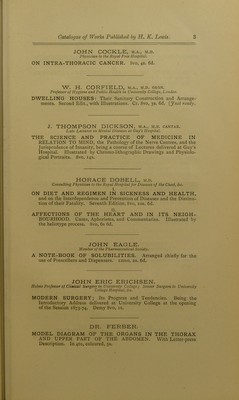 Catalogue of Works Published by H. K. Lewis. 5
JOHN COCKLE, M.A., M.D.
Physician to the Royal Free Hospital.
ON INTRA-THORACIC CANCER. 8vo, 4s. 6d.
W. H. CORFIELD, M.A., M.D. OXON.
Professor of Hygiene and Public Health in University College, London.
DWELLING HOUSES: Their Sanitary Construction and Arrangements.
Second Edit., with Illustrations. Cr. 8vo, 3s. 6d. [Just ready.
J. THOMPSON DICKSON, M.A., M.B. CANTAB.
Late Lecturer on Mental Diseases at Guy's Hospital.
THE SCIENCE AND PRACTICE OF MEDICINE IN
RELATION TO MIND, the Pathology of the Nerve Centres, and the
Jurisprudence of Insanity, being a course of Lectures delivered at Guy's
Hospital. Illustrated by Chromo-lithographic Drawings and Physiological
Portraits. 8vo, 14s.
HORACE DOBELL, M.D.
Consulting Physician to the Royal Hospital for Diseases of the Chest, &c.
ON DIET AND REGIMEN IN SICKNESS AND HEALTH,
and on the Interdependence and Prevention of Diseases and the Diminution
of their Fatality. Seventh Edition, 8vo, 10s. 6d.
AFFECTIONS OF THE HEART AND IN ITS NEIGHBOURHOOD.
Cases, Aphorisms, and Commentaries. Illustrated by
the heliotype process. 8vo, 6s 6d.
JOHN EAGLE.
Member of the Pharmaceutical Society.
A NOTE-BOOK OF SOLUBILITIES. Arranged chiefly for the
use of Prescribers and Dispensers. 12mo, 2s. 6d.
JOHN ERIC ERICHSEN.
Holme Professor of Clinical Surgery in University College; Senior Surgeon to University
College Hospital, &c.
MODERN SURGERY; Its Progress and Tendencies. Being the
Introductory Address delivered at University College at the opening
of the Session 1873-74. Demy 8vo, 1s.
DR. FERBER.
MODEL DIAGRAM OF THE ORGANS IN THE THORAX
AND UPPER PART OF THE ABDOMEN. With Letter-press
Description. In 4to, coloured, 5s.